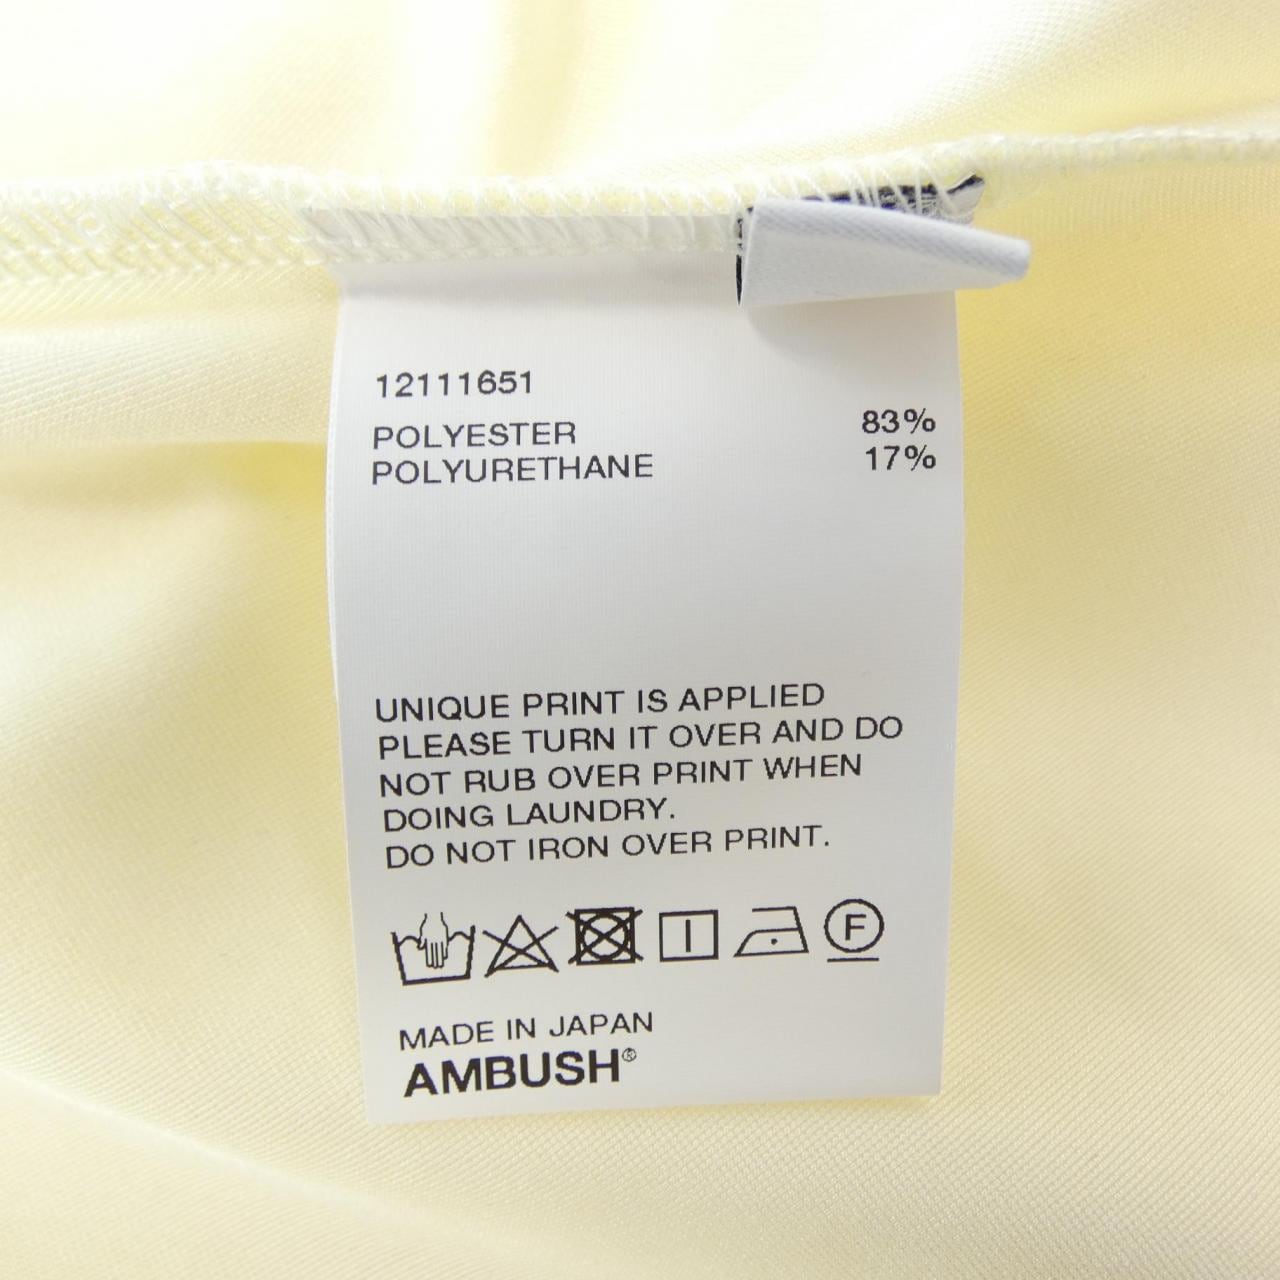 12111651
POLYESTER 83%
POLYURETHANE 17%
UNIQUE PRINT IS APPLIED
PLEASE TURN IT OVER AND DO
NOT RUB OVER PRINT WHEN
DOING LAUNDRY.
DO NOT IRON OVER PRINT.
F
MADE IN JAPAN
AMBUSH®